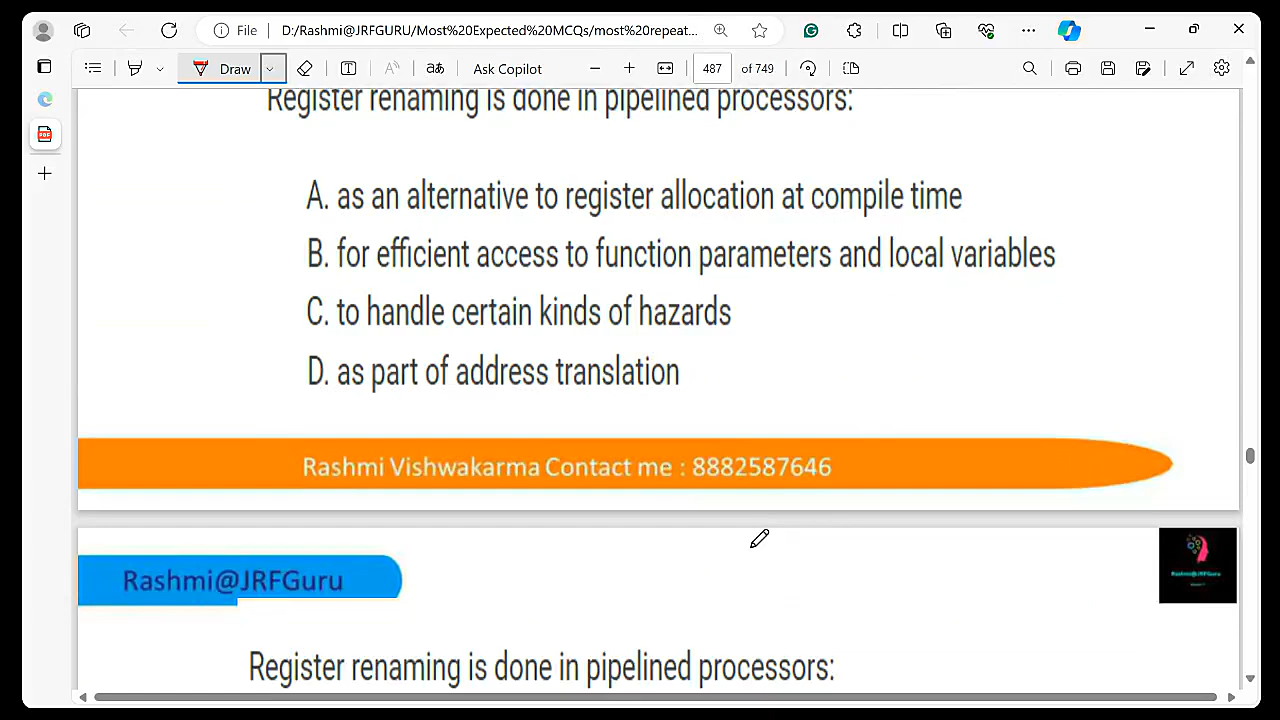 File
D:/Rashmi@JRFGURU/Most%20Expected%20MCQs/most%20repeat...
Draw
Ask Copilot
487 of 749
Register renaming is done in pipelined processors:
A. as an alternative to register allocation at compile time
B. for efficient access to function parameters and local variables
C. to handle certain kinds of hazards
D. as part of address translation
Rashmi Vishwakarma Contact me : 8882587646
Rashmi@JRFGuru
Register renaming is done in pipelined processors: